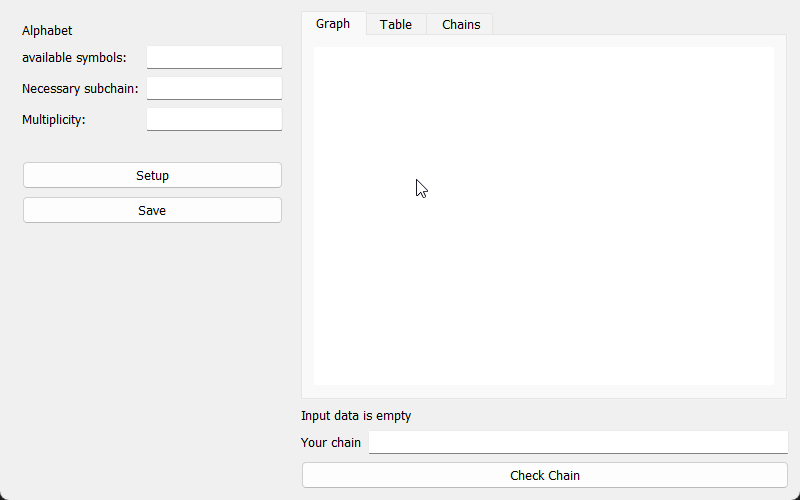 Alphabet
available symbols:
Necessary subchain:
Multiplicity:
Setup
Save
Graph Table Chains
Input data is empty
Your chain
Check Chain